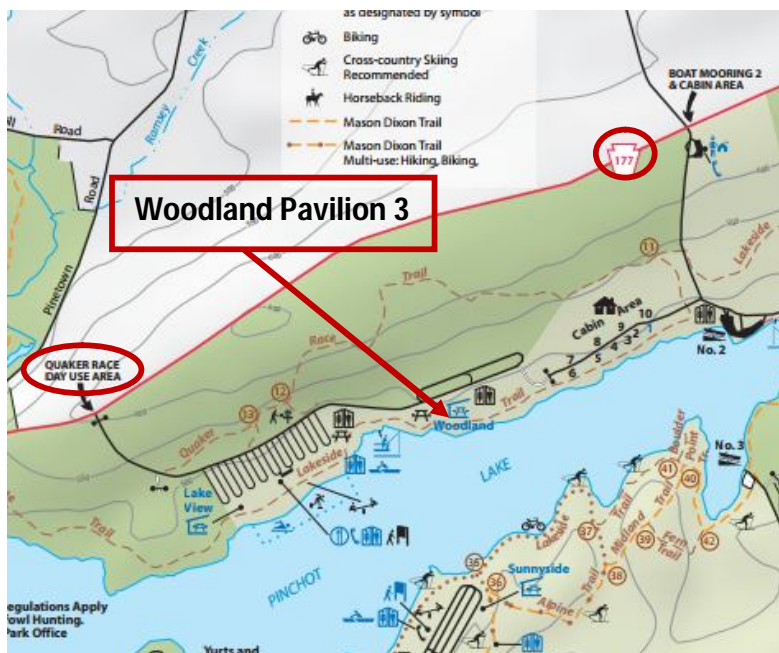 as designated by symbol
Biking
Cross-country Skiing
Recommended
Horseback Riding
Mason Dixon Trail
Mason Dixon Trail
Multi-use: Hiking, Biking,
Ramsey
Creek
Road
Road
Pinetown
BOAT MOORING 2
& CABIN AREA
177
Woodland Pavilion 3
QUAKER RACE
DAY USE AREA
Quaker
Race
Trail
11
Lakeside
12
13
Cabin
Area
10
9
8
7
6
5
4
3
2
1
No. 2
Trail
Woodland
Lakeside
Lake
View
Trail
LAKE
PINCHOT
No. 3
Boulder
Point
Tr.
41
40
Trail
Midland
Trail
37
Lakeside
39
Fern
Trail
42
35
36
38
Sunnyside
Alpine
Trail
egulations Apply
owl Hunting.
Park Office
Yurts and